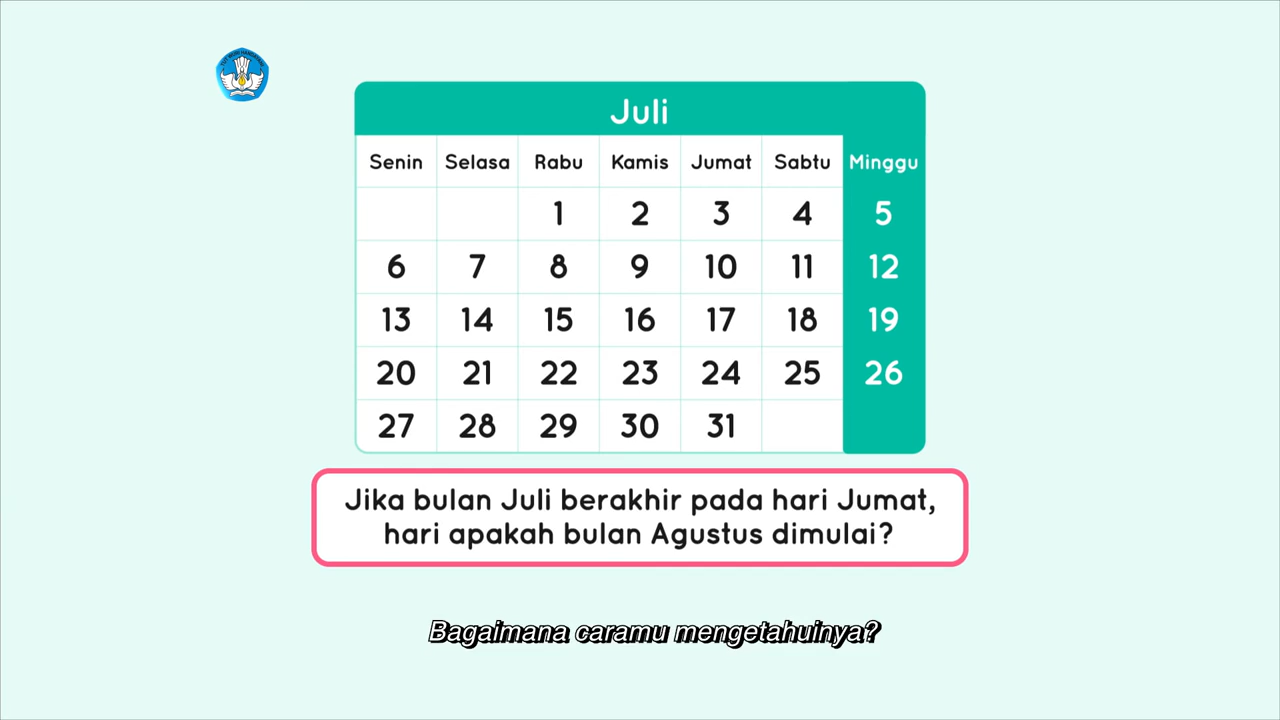 Juli
Senin Selasa Rabu Kamis Jumat Sabtu Minggu
1 2 3 4 5
6 7 8 9 10 11 12
13 14 15 16 17 18 19
20 21 22 23 24 25 26
27 28 29 30 31
Jika bulan Juli berakhir pada hari Jumat,
hari apakah bulan Agustus dimulai?
Bagaimana caramu mengetahuinya?